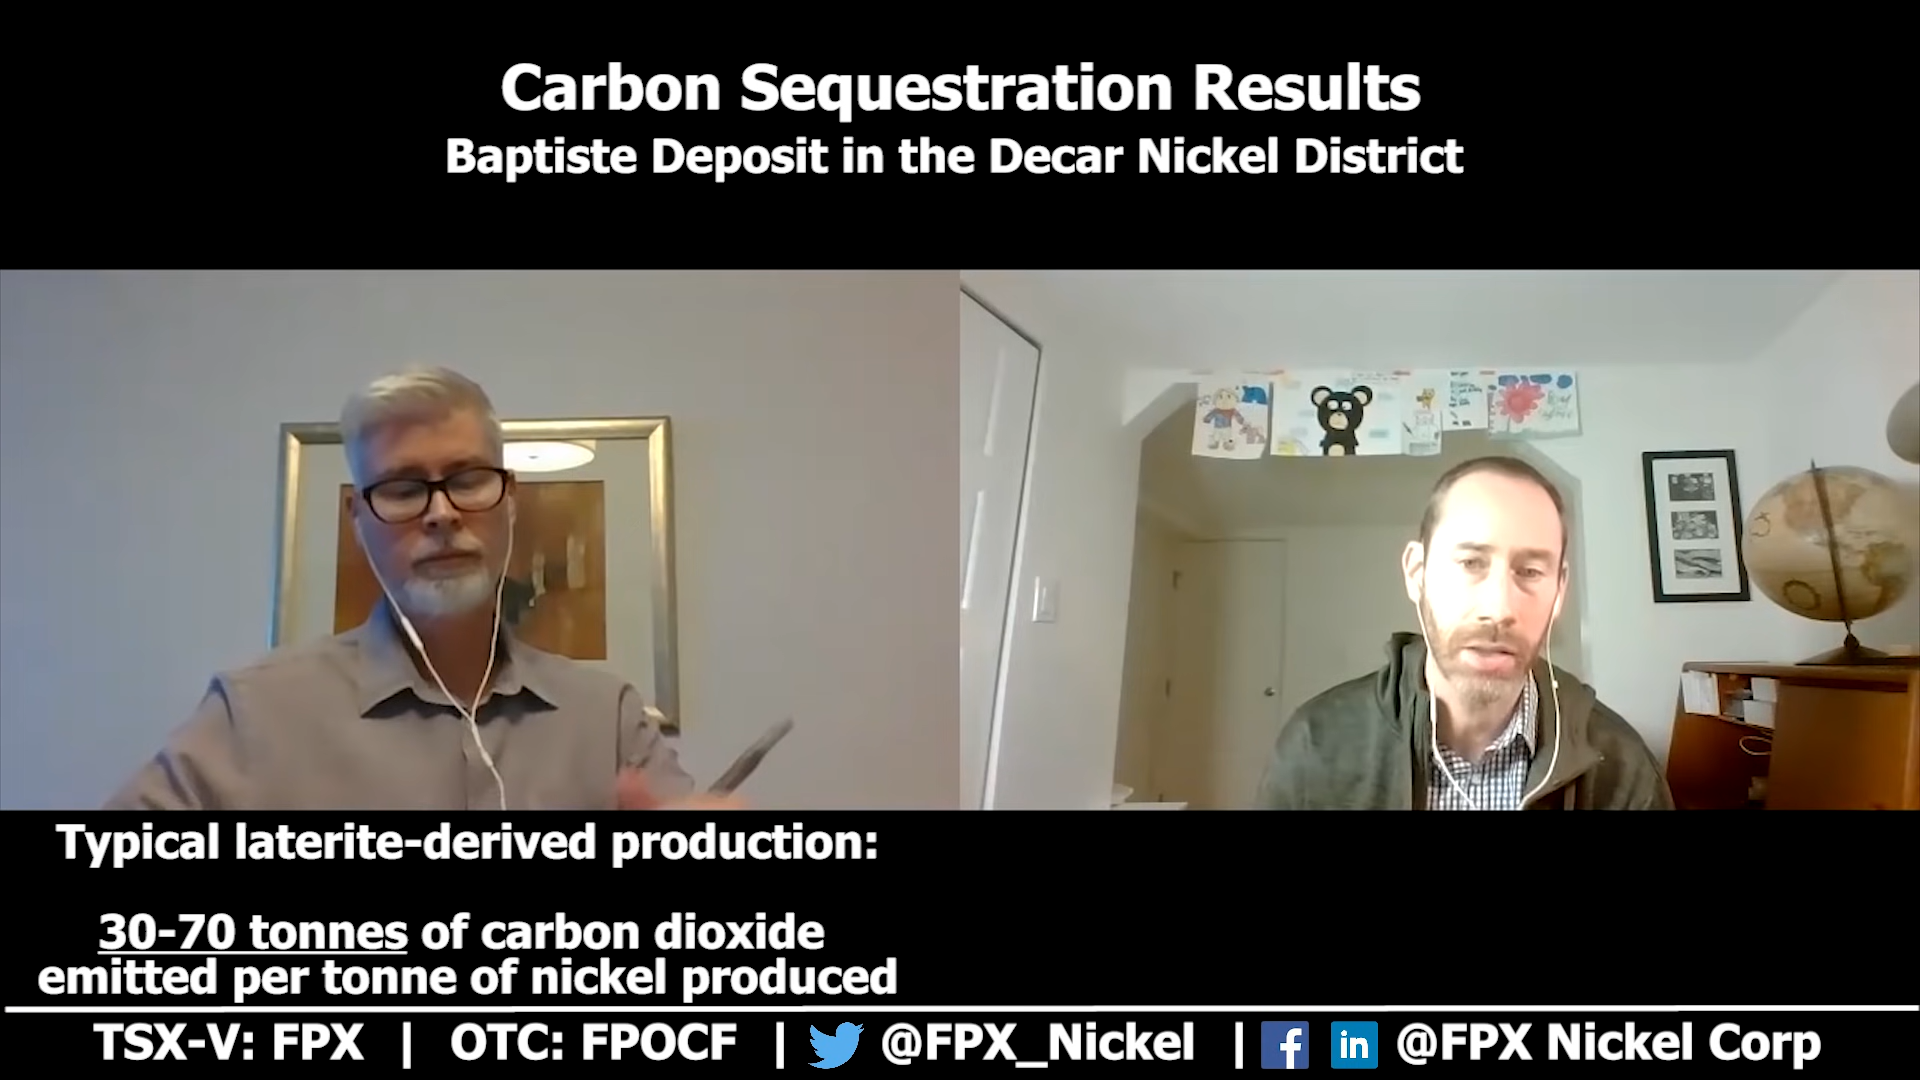 Carbon Sequestration Results
Baptiste Deposit in the Decar Nickel District
Typical laterite-derived production:
30-70 tonnes of carbon dioxide
emitted per tonne of nickel produced
TSX-V: FPX | OTC: FPOCF | @FPX_Nickel | f in @FPX Nickel Corp